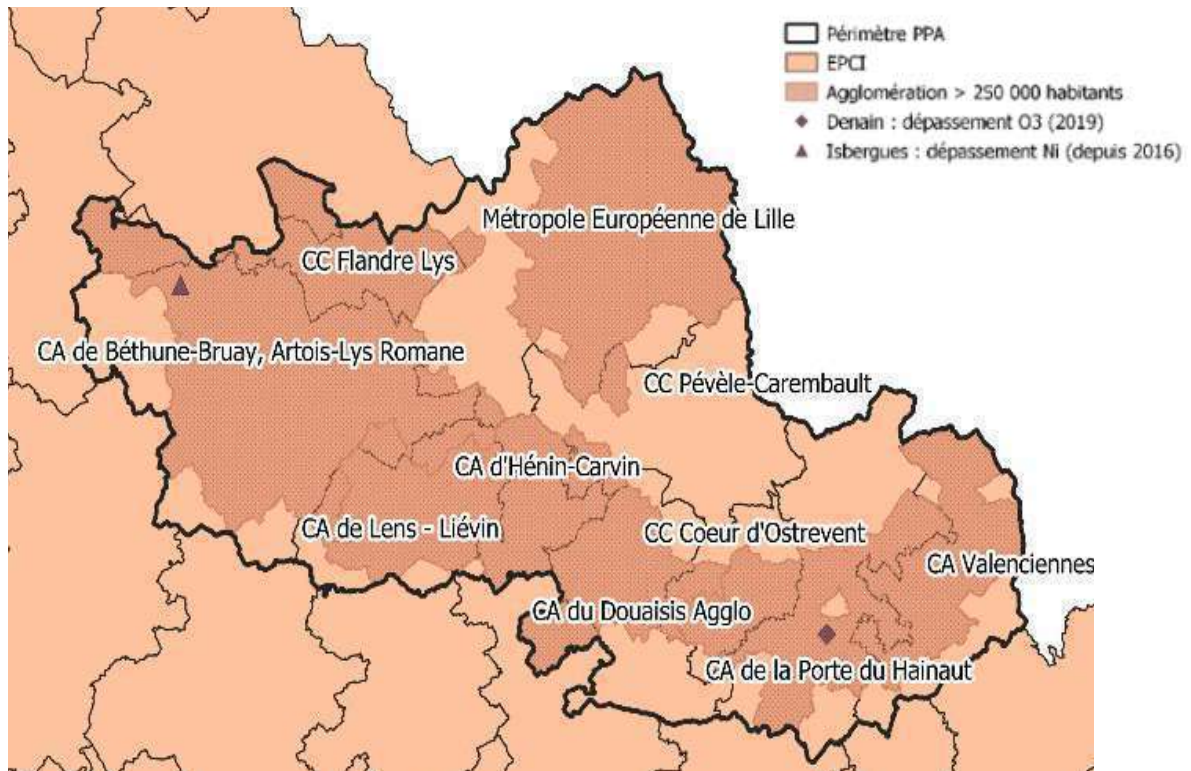 Périmètre PPA
EPCI
Agglomération > 250 000 habitants
Denain : dépassement O3 (2019)
Isbergues : dépassement Ni (depuis 2016)
Métropole Européenne de Lille
CC Flandre Lys
CA de Béthune-Bruay, Artois-Lys Romane
CC Pévèle-Carembault
CA d'Hénin-Carvin
CA de Lens - Liévin
CC Coeur d'Ostrevent
CA Valenciennes
CA du Douaisis Agglo
CA de la Porte du Hainaut